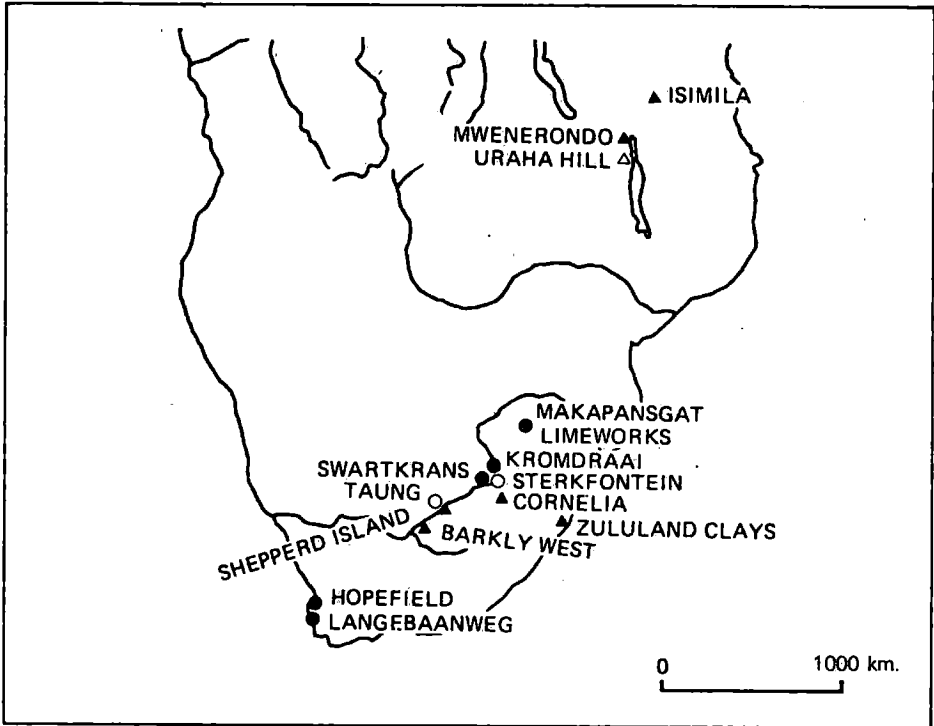 ISIMILA
MWENERONDO
URAHA HILL
MAKAPANSGAT
LIMEWORKS
KROMDRAAI
SWARTKRANS
STERKFONTEIN
TAUNG
CORNELIA
SHEPPERD ISLAND
BARKLY WEST
ZULULAND CLAYS
HOPEFIELD
LANGEBAANWEG
0 1000 km.